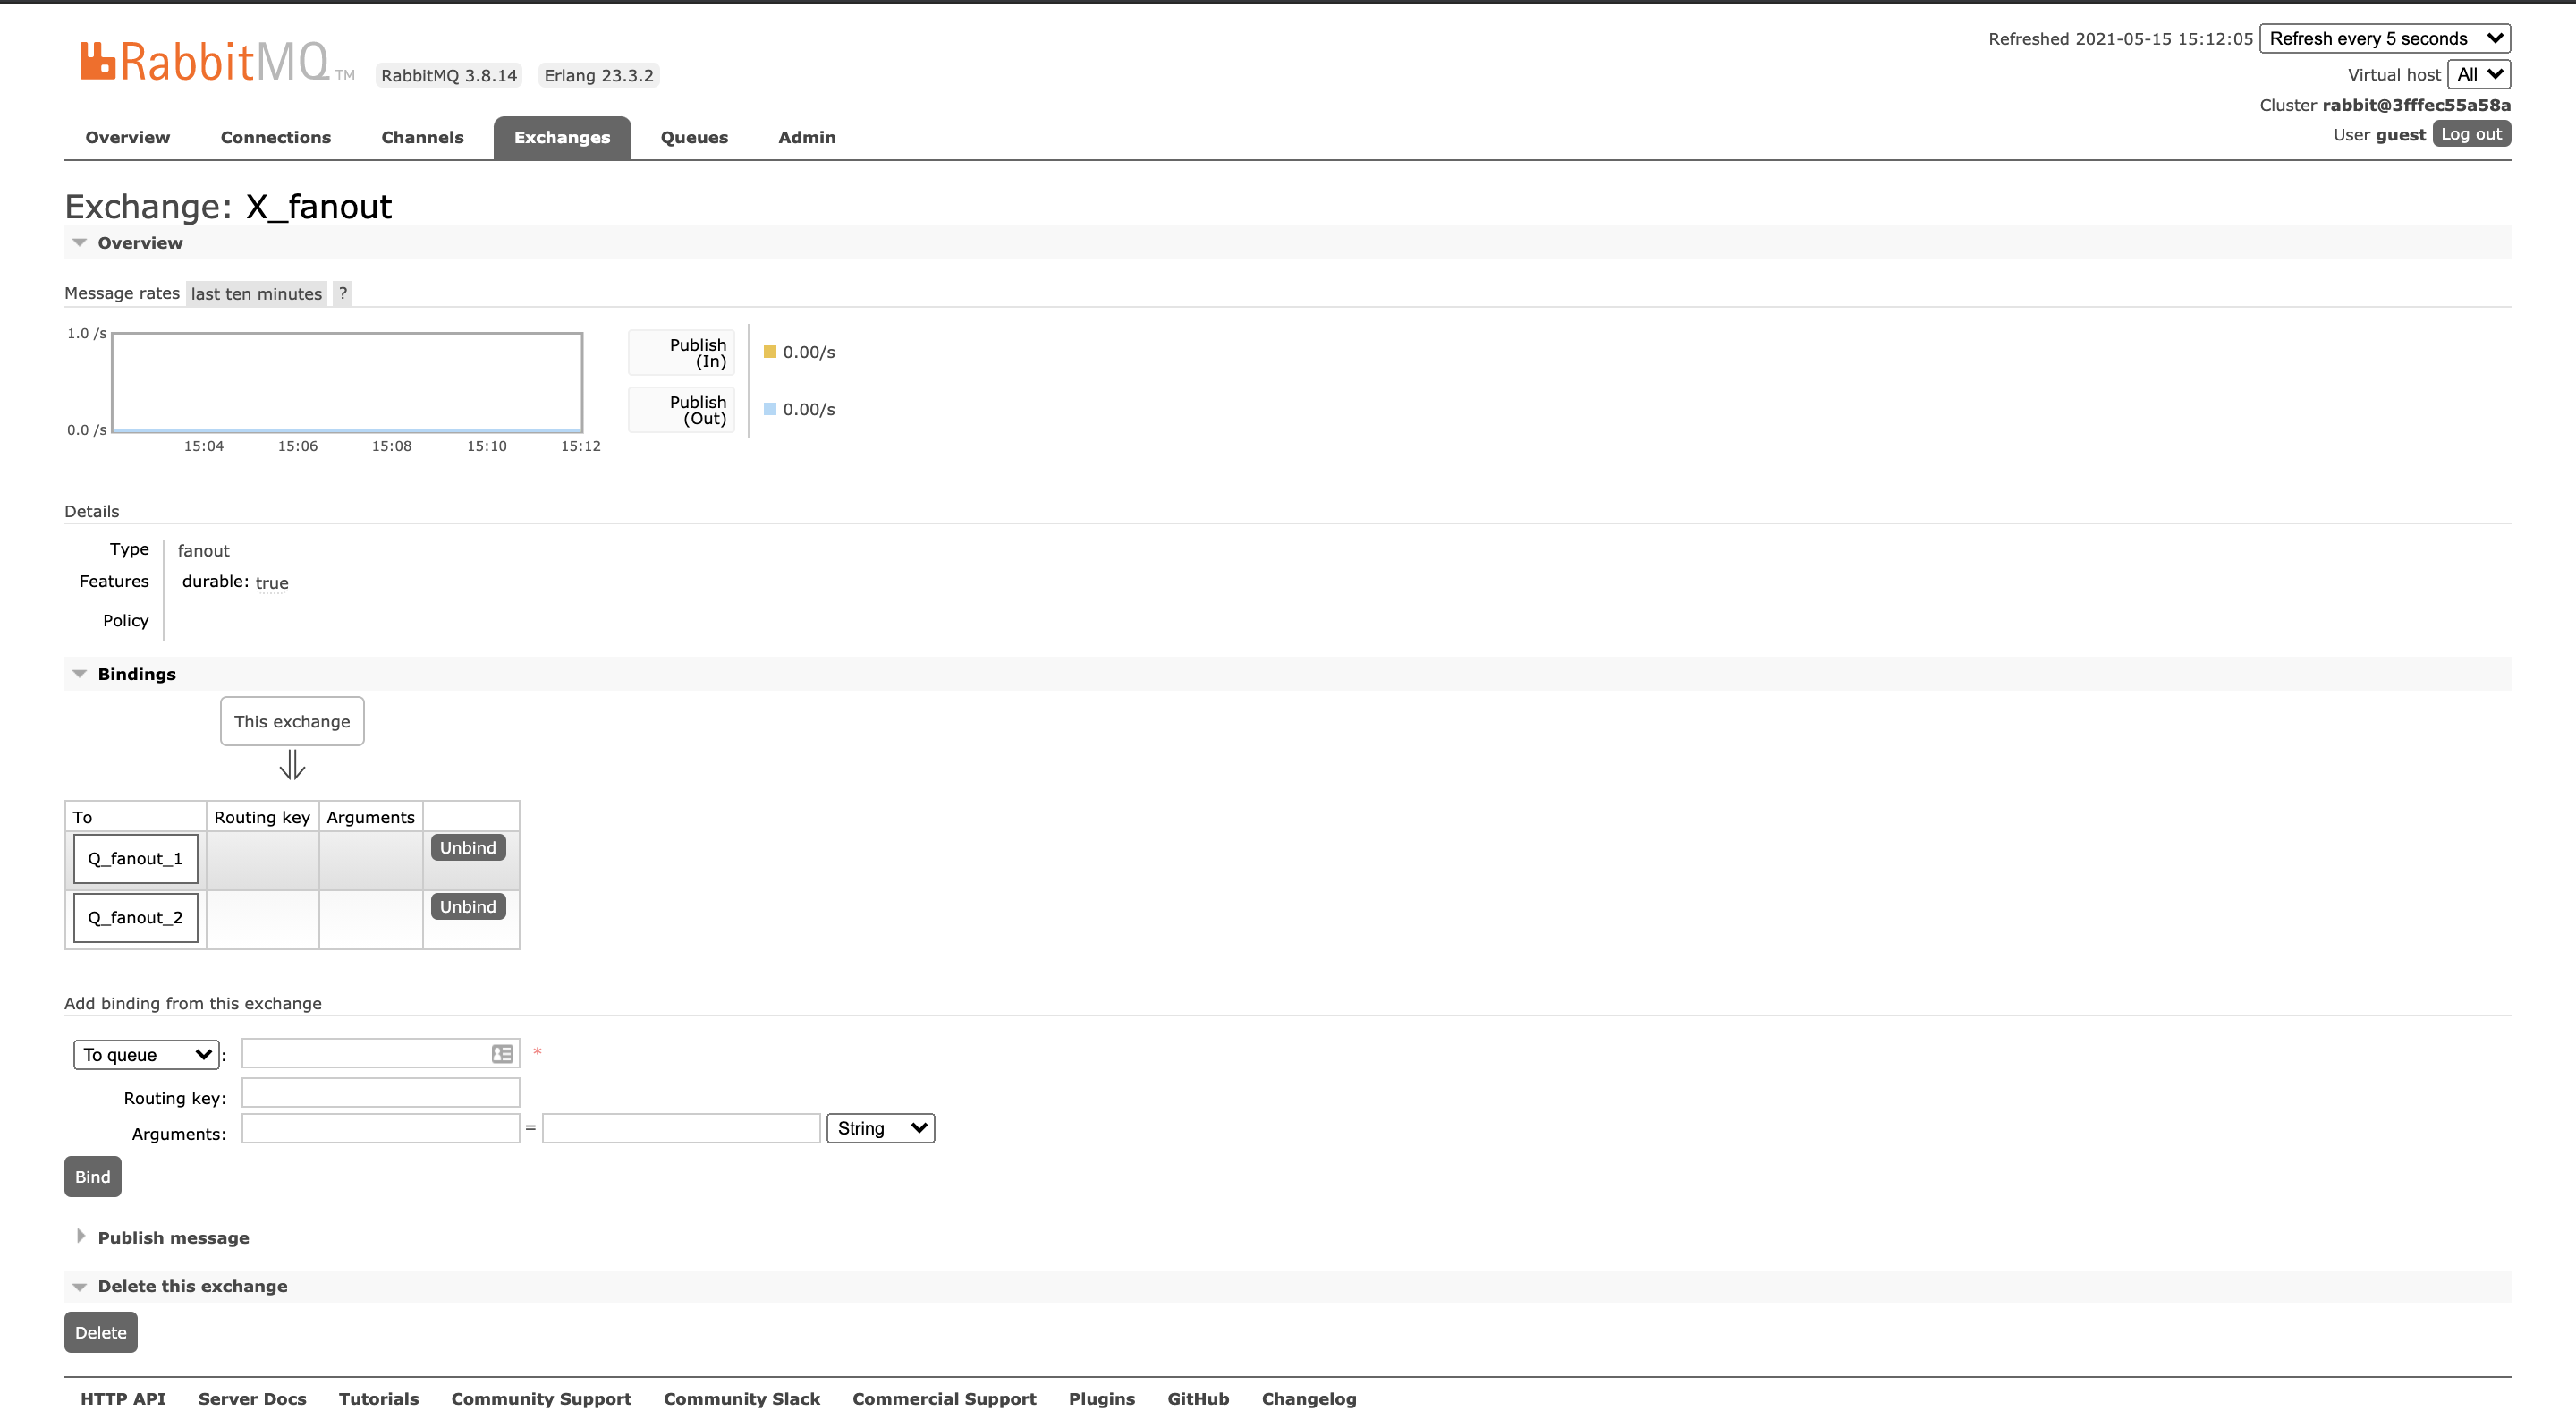 RabbitMQ TM RabbitMQ 3.8.14 Erlang 23.3.2
Refreshed 2021-05-15 15:12:05 Refresh every 5 seconds
Virtual host All
Cluster rabbit@3fffec55a58a
User guest Log out
Overview Connections Channels Exchanges Queues Admin
Exchange: X_fanout
Overview
Message rates last ten minutes ?
1.0 /s
0.0 /s
15:04 15:06 15:08 15:10 15:12
Publish
(In)
0.00/s
Publish
(Out)
0.00/s
Details
Type fanout
Features durable: true
Policy
Bindings
This exchange
⇓
To Routing key Arguments
Q_fanout_1 Unbind
Q_fanout_2 Unbind
Add binding from this exchange
To queue : *
Routing key:
Arguments: = String
Bind
Publish message
Delete this exchange
Delete
HTTP API Server Docs Tutorials Community Support Community Slack Commercial Support Plugins GitHub Changelog